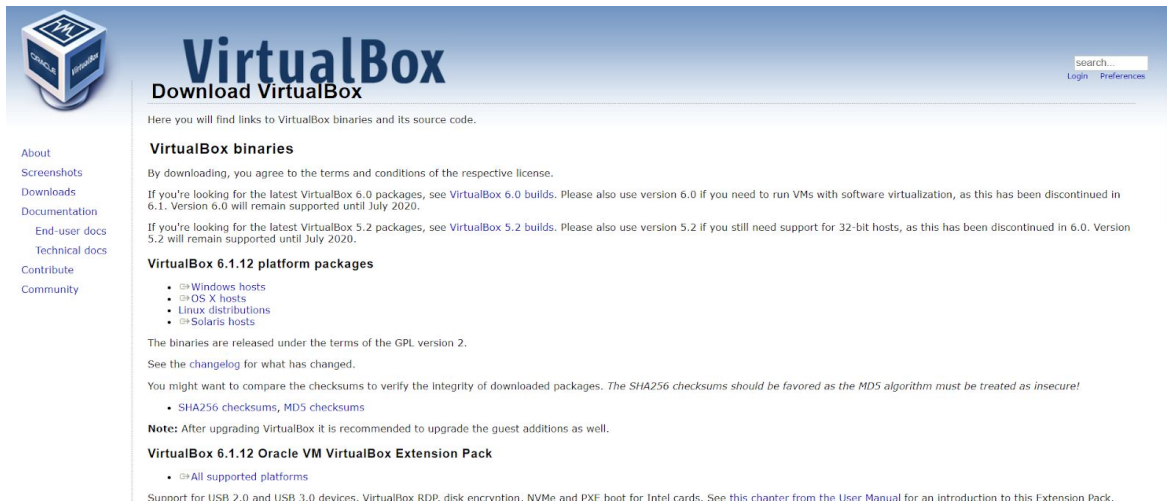 VM
ORACLE
VirtualBox
VirtualBox
search...
Login Preferences
Download VirtualBox
Here you will find links to VirtualBox binaries and its source code.
About
Screenshots
Downloads
Documentation
End-user docs
Technical docs
Contribute
Community
VirtualBox binaries
By downloading, you agree to the terms and conditions of the respective license.
If you're looking for the latest VirtualBox 6.0 packages, see VirtualBox 6.0 builds. Please also use version 6.0 if you need to run VMs with software virtualization, as this has been discontinued in
6.1. Version 6.0 will remain supported until July 2020.
If you're looking for the latest VirtualBox 5.2 packages, see VirtualBox 5.2 builds. Please also use version 5.2 if you still need support for 32-bit hosts, as this has been discontinued in 6.0. Version
5.2 will remain supported until July 2020.
VirtualBox 6.1.12 platform packages
• Windows hosts
• OS X hosts
• Linux distributions
• Solaris hosts
The binaries are released under the terms of the GPL version 2.
See the changelog for what has changed.
You might want to compare the checksums to verify the integrity of downloaded packages. The SHA256 checksums should be favored as the MD5 algorithm must be treated as insecure!
• SHA256 checksums, MD5 checksums
Note: After upgrading VirtualBox it is recommended to upgrade the guest additions as well.
VirtualBox 6.1.12 Oracle VM VirtualBox Extension Pack
• All supported platforms
Support for USB 2.0 and USB 3.0 devices, VirtualBox RDP, disk encryption, NVMe and PXE boot for Intel cards. See this chapter from the User Manual for an introduction to this Extension Pack.